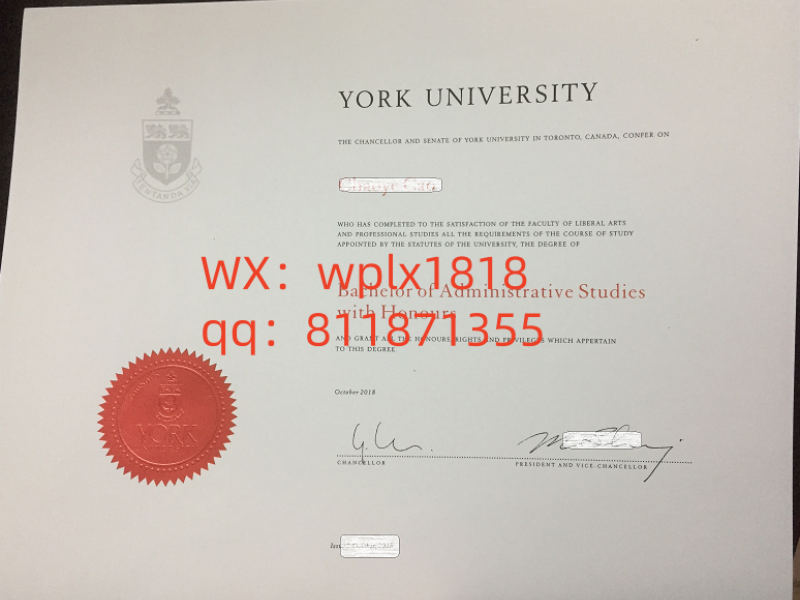 YORK UNIVERSITY
THE CHANCELLOR AND SENATE OF YORK UNIVERSITY IN TORONTO, CANADA, CONFER ON
WHO HAS COMPLETED TO THE SATISFACTION OF THE FACULTY OF LIBERAL ARTS
AND PROFESSIONAL STUDIES ALL THE REQUIREMENTS OF THE COURSE OF STUDY
APPOINTED BY THE STATUTES OF THE UNIVERSITY, THE DEGREE OF
WX：wplx1818
Bachelor of Administrative Studies
with Honours
qq：811871355
AND GRANT ALL THE HONOURS, RIGHTS AND PRIVILEGES WHICH APPERTAIN
TO THIS DEGREE
October 2018
CHANCELLOR
PRESIDENT AND VICE-CHANCELLOR
TENTANDA VIA
YORK